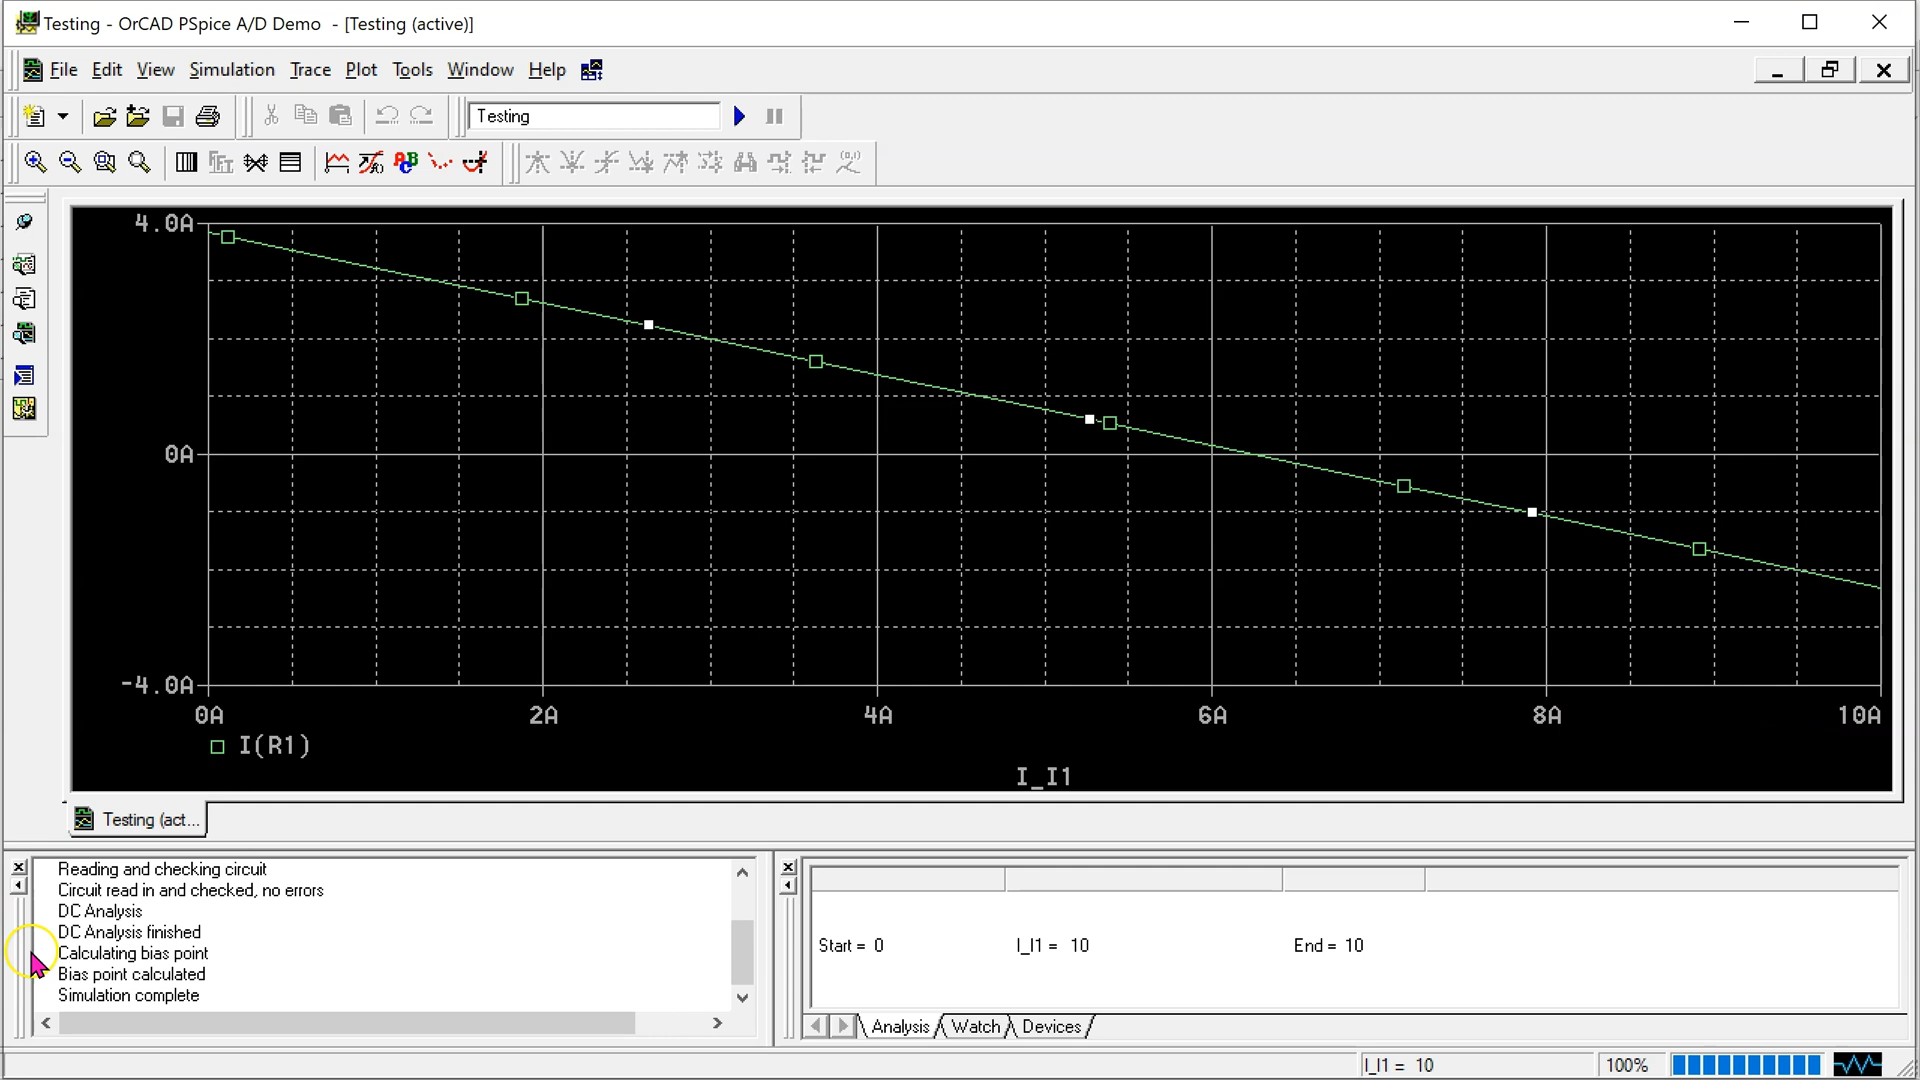 Testing - OrCAD PSpice A/D Demo - [Testing (active)]
File Edit View Simulation Trace Plot Tools Window Help
Testing
4.0A
0A
-4.0A
0A 2A 4A 6A 8A 10A
I(R1)
I_I1
Testing (act...
Reading and checking circuit
Circuit read in and checked, no errors
DC Analysis
DC Analysis finished
Calculating bias point
Bias point calculated
Simulation complete
Start = 0 I_I1 = 10 End = 10
Analysis Watch Devices
I_I1 = 10 100%